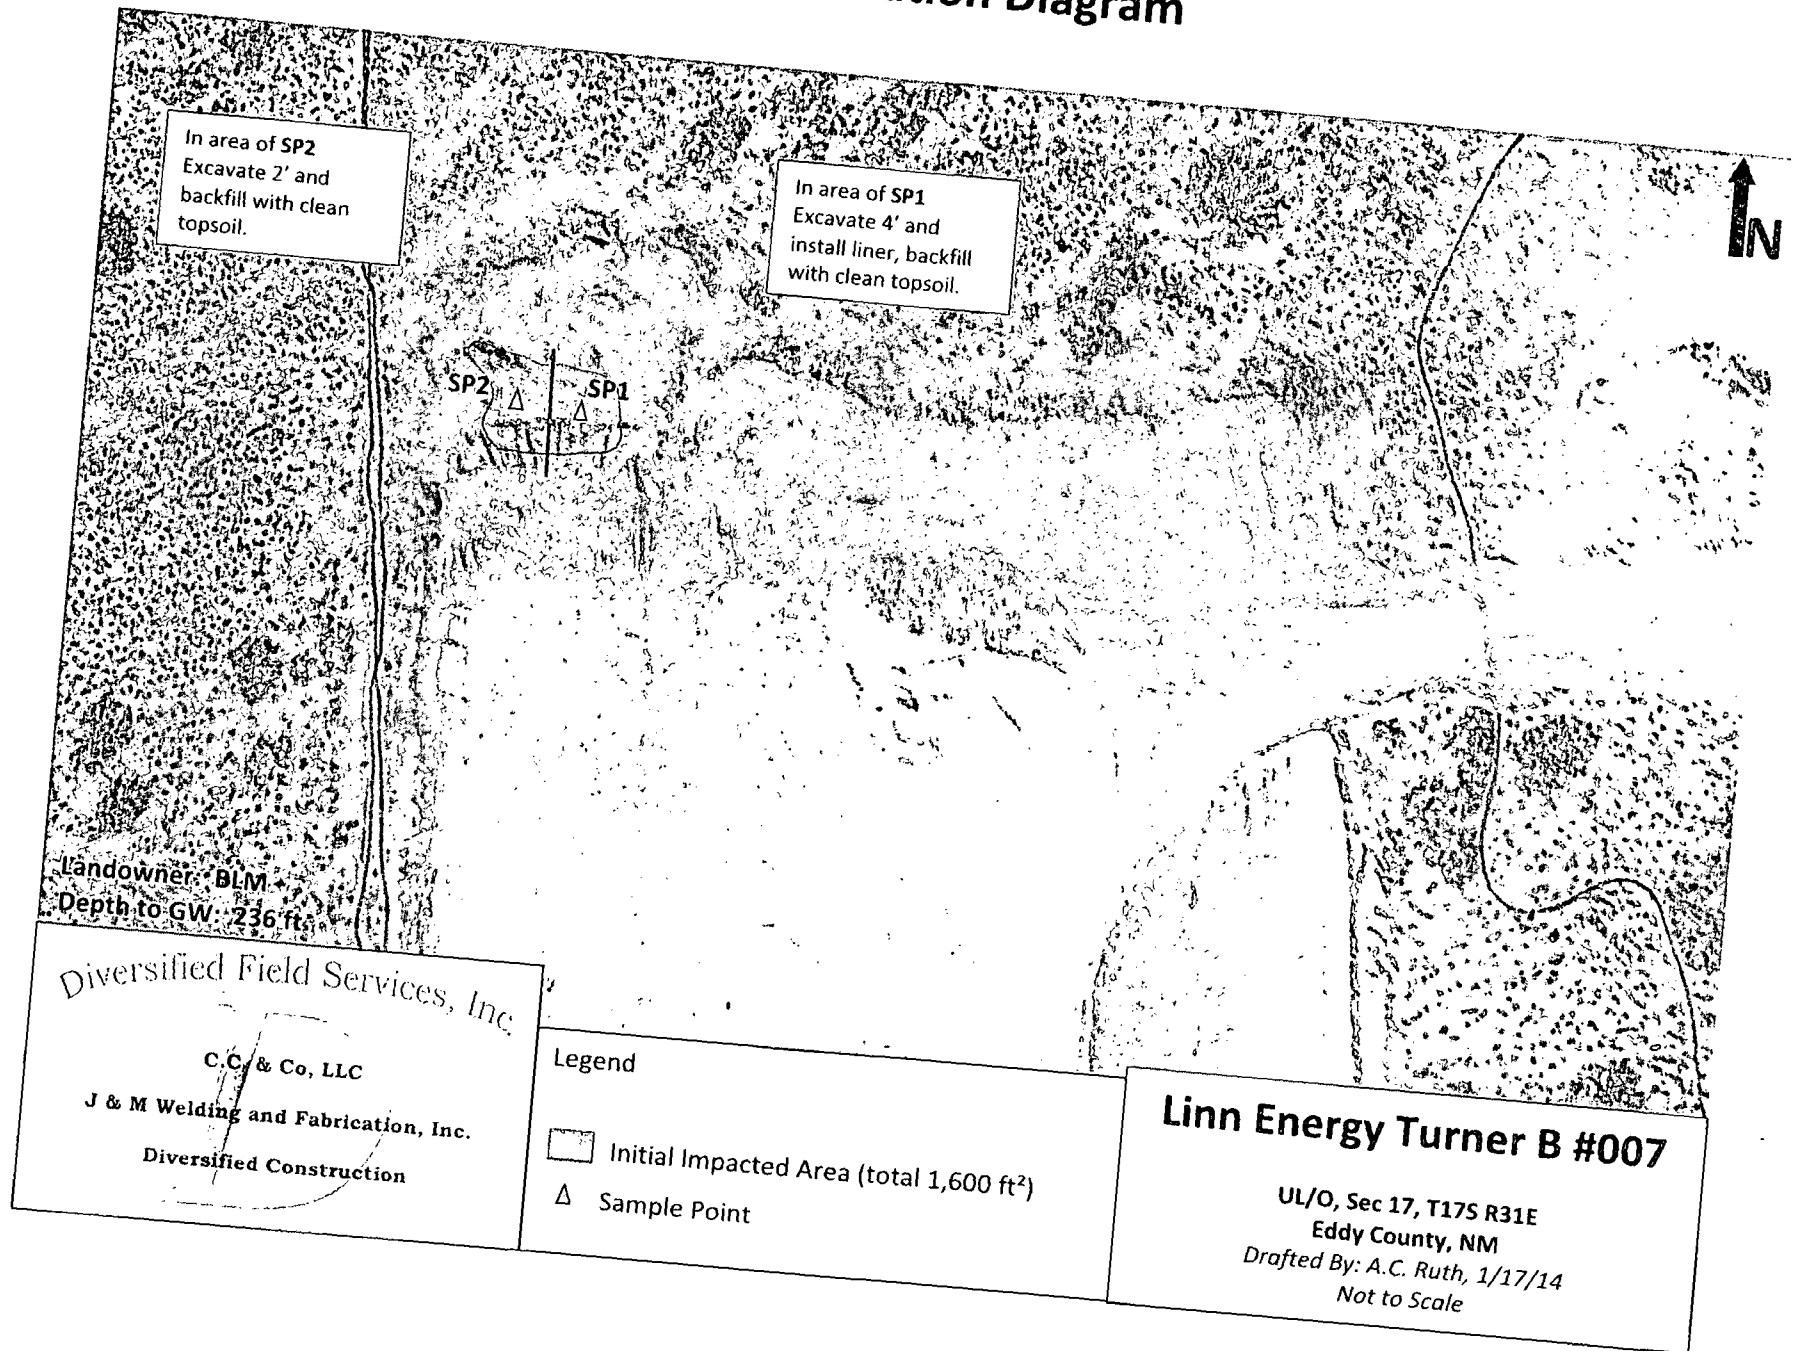 Diagram
In area of SP2
Excavate 2' and
backfill with clean
topsoil.
In area of SP1
Excavate 4' and
install liner, backfill
with clean topsoil.
N
SP2
SP1
Landowner: BLM
Depth to GW: 236 ft.
Diversified Field Services, Inc.
C.C. & Co, LLC
J & M Welding and Fabrication, Inc.
Diversified Construction
Legend
Initial Impacted Area (total 1,600 ft²)
Δ Sample Point
Linn Energy Turner B #007
UL/O, Sec 17, T17S R31E
Eddy County, NM
Drafted By: A.C. Ruth, 1/17/14
Not to Scale